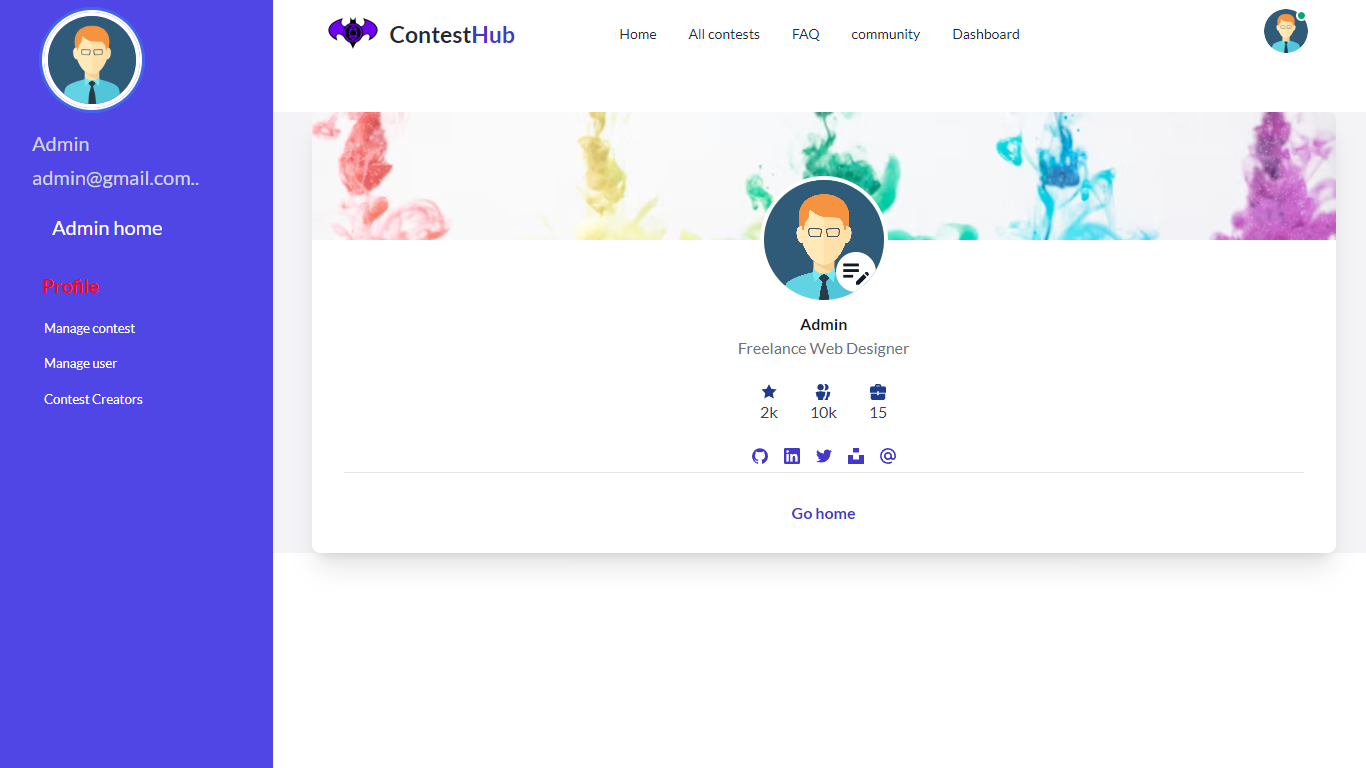 Admin
admin@gmail.com..
Admin home
Profile
Manage contest
Manage user
Contest Creators
ContestHub
Home
All contests
FAQ
community
Dashboard
Admin
Freelance Web Designer
2k
10k
15
Go home